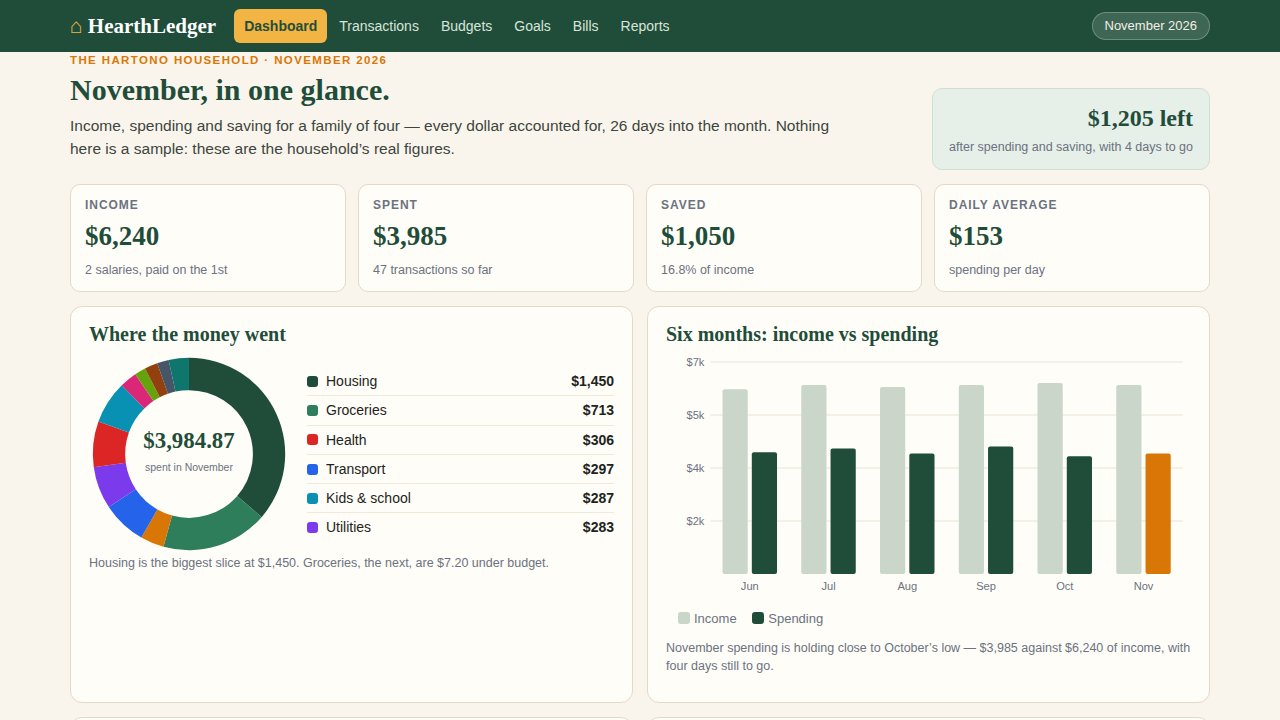 ⌂ HearthLedger
Dashboard
Transactions
Budgets
Goals
Bills
Reports
November 2026
THE HARTONO HOUSEHOLD · NOVEMBER 2026
November, in one glance.
Income, spending and saving for a family of four — every dollar accounted for, 26 days into the month. Nothing
here is a sample: these are the household’s real figures.
$1,205 left
after spending and saving, with 4 days to go
INCOME
$6,240
2 salaries, paid on the 1st
SPENT
$3,985
47 transactions so far
SAVED
$1,050
16.8% of income
DAILY AVERAGE
$153
spending per day
Where the money went
$3,984.87
spent in November
Housing $1,450
Groceries $713
Health $306
Transport $297
Kids & school $287
Utilities $283
Housing is the biggest slice at $1,450. Groceries, the next, are $7.20 under budget.
Six months: income vs spending
$7k
$5k
$4k
$2k
Jun Jul Aug Sep Oct Nov
Income Spending
November spending is holding close to October’s low — $3,985 against $6,240 of income, with
four days still to go.